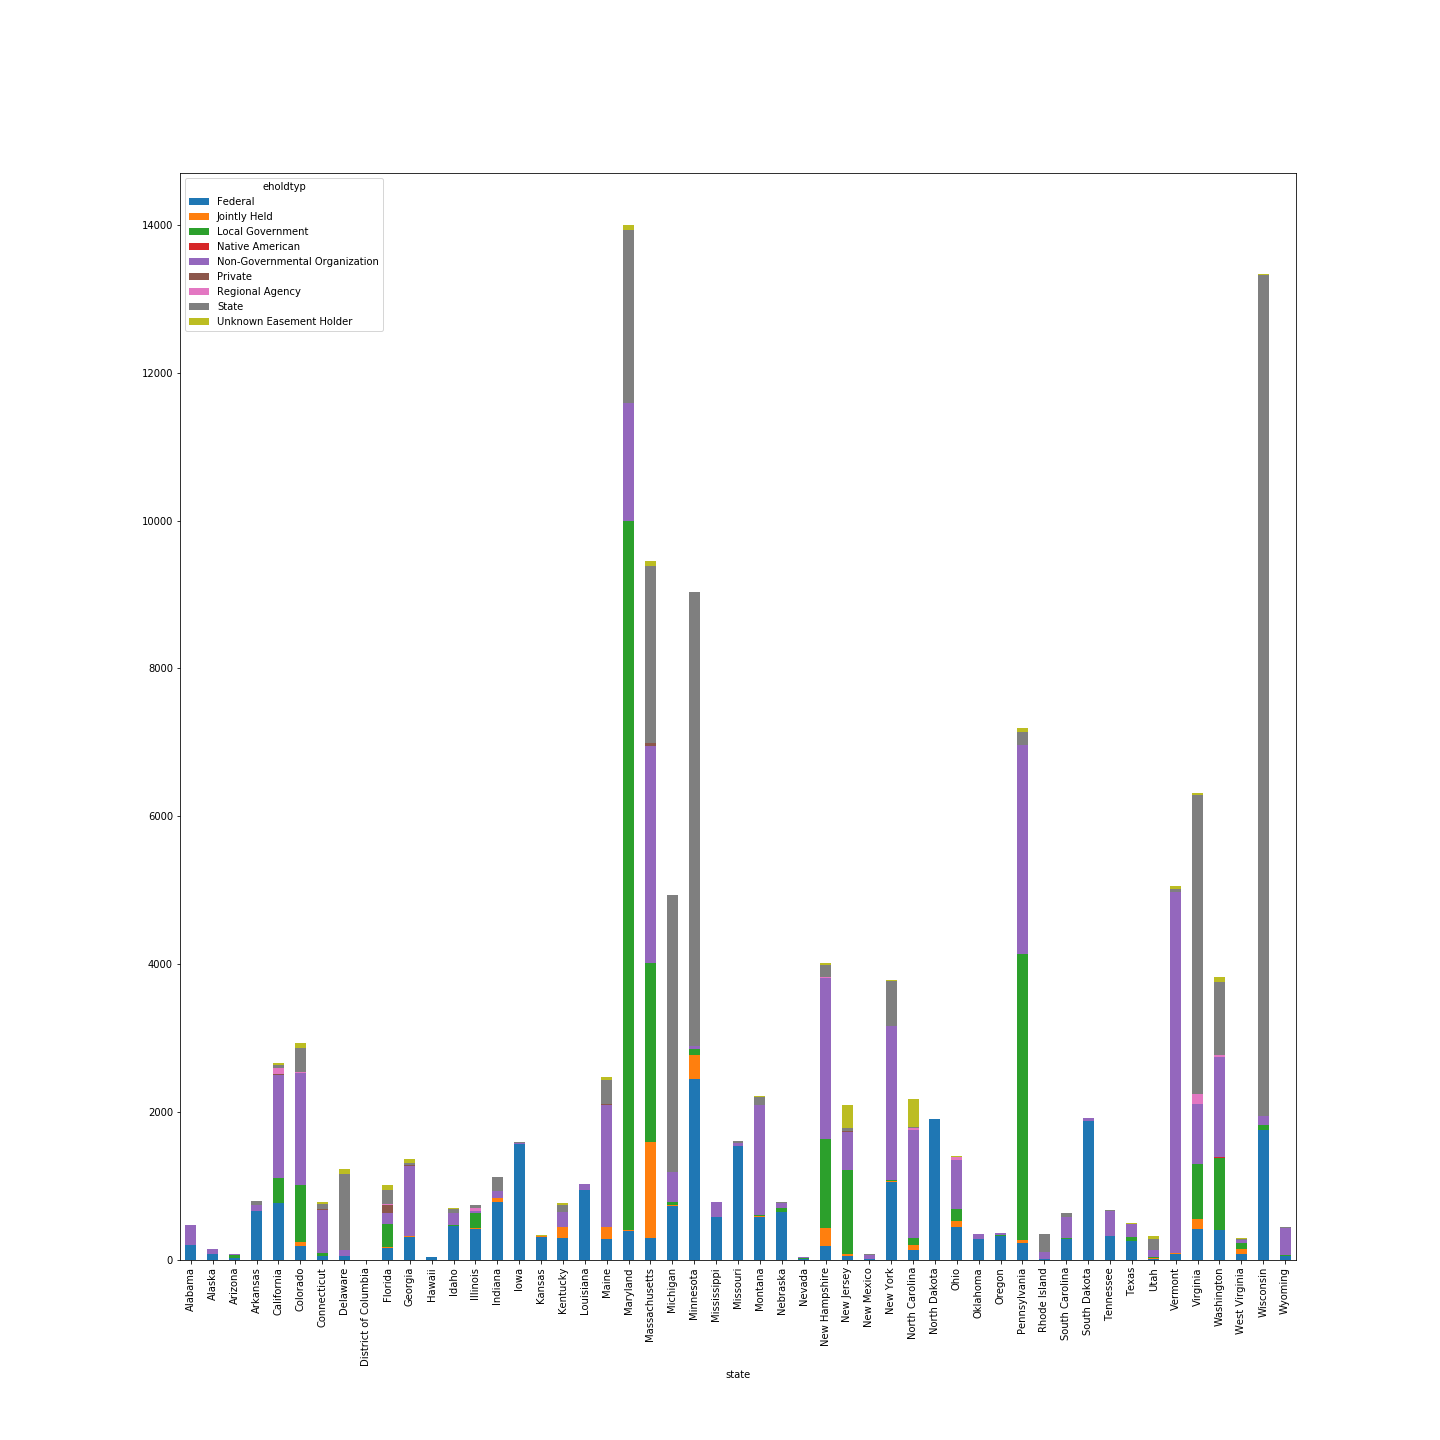 eholdtyp
Federal
Jointly Held
Local Government
Native American
Non-Governmental Organization
Private
Regional Agency
State
Unknown Easement Holder
14000
12000
10000
8000
6000
4000
2000
0
Alabama
Alaska
Arizona
Arkansas
California
Colorado
Connecticut
Delaware
District of Columbia
Florida
Georgia
Hawaii
Idaho
Illinois
Indiana
Iowa
Kansas
Kentucky
Louisiana
Maine
Maryland
Massachusetts
Michigan
Minnesota
Mississippi
Missouri
Montana
Nebraska
Nevada
New Hampshire
New Jersey
New Mexico
New York
North Carolina
North Dakota
Ohio
Oklahoma
Oregon
Pennsylvania
Rhode Island
South Carolina
South Dakota
Tennessee
Texas
Utah
Vermont
Virginia
Washington
West Virginia
Wisconsin
Wyoming
state